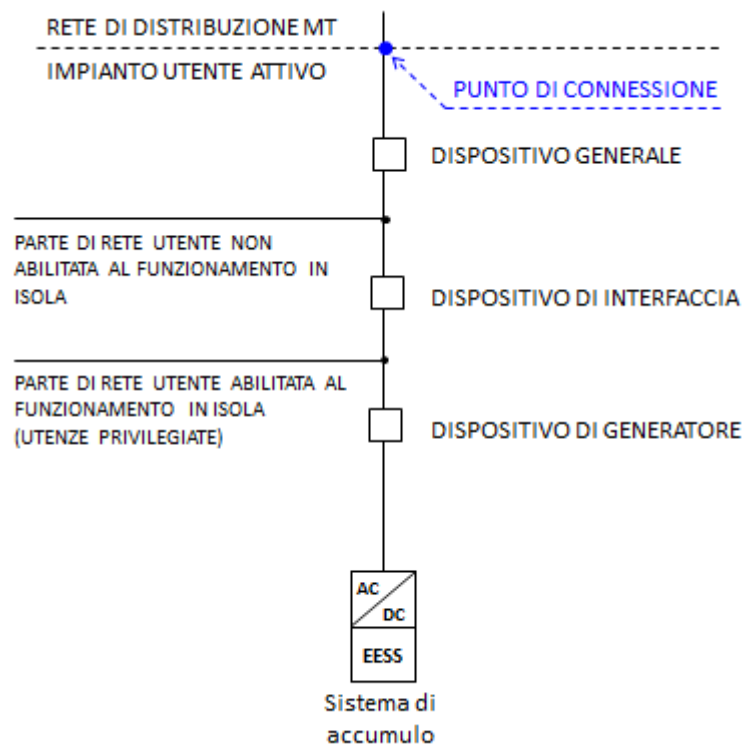 RETE DI DISTRIBUZIONE MT
IMPIANTO UTENTE ATTIVO
PUNTO DI CONNESSIONE
DISPOSITIVO GENERALE
PARTE DI RETE UTENTE NON
ABILITATA AL FUNZIONAMENTO IN
ISOLA
DISPOSITIVO DI INTERFACCIA
PARTE DI RETE UTENTE ABILITATA AL
FUNZIONAMENTO IN ISOLA
(UTENZE PRIVILEGIATE)
DISPOSITIVO DI GENERATORE
AC
DC
EESS
Sistema di
accumulo